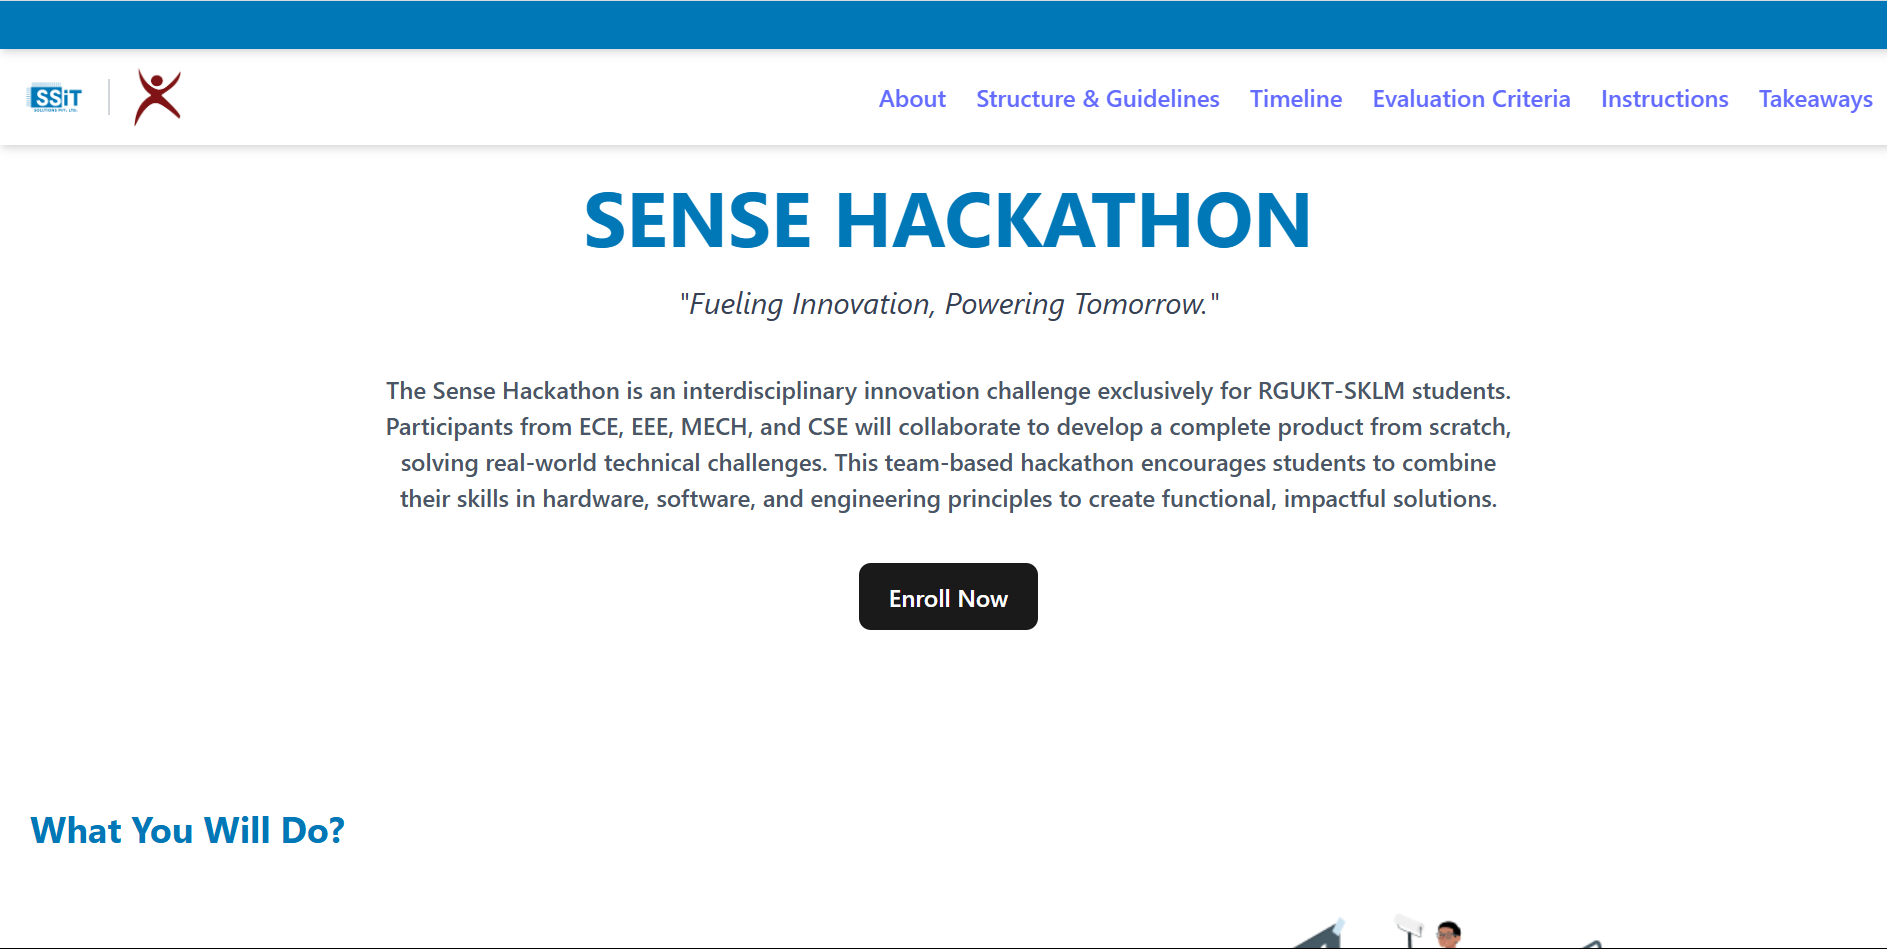 SSiT
SOLUTIONS PVT. LTD.
About Structure & Guidelines Timeline Evaluation Criteria Instructions Takeaways
SENSE HACKATHON
"Fueling Innovation, Powering Tomorrow."
The Sense Hackathon is an interdisciplinary innovation challenge exclusively for RGUKT-SKLM students.
Participants from ECE, EEE, MECH, and CSE will collaborate to develop a complete product from scratch,
solving real-world technical challenges. This team-based hackathon encourages students to combine
their skills in hardware, software, and engineering principles to create functional, impactful solutions.
Enroll Now
What You Will Do?